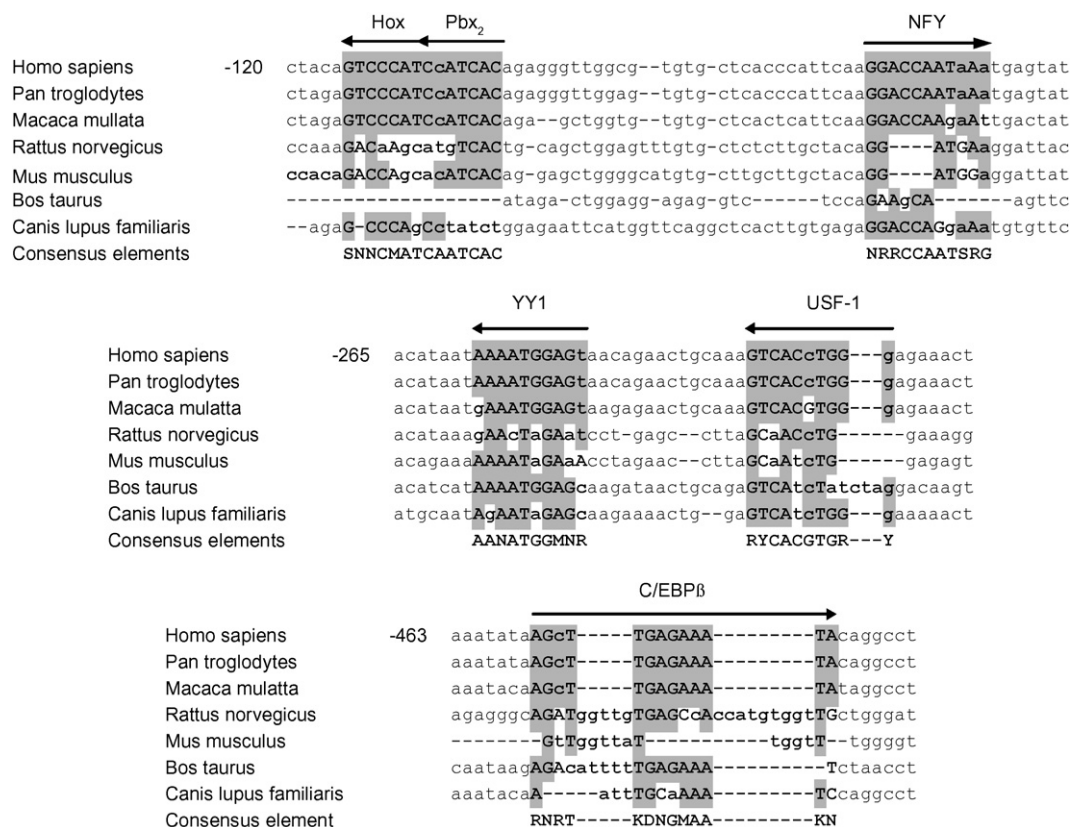 Hox Pbx2 NFY
Homo sapiens -120 ctacaGTCCCATCcATCACagagggttggcg--tgtg-ctcacccattcaaGGACCAATaAatgagtat
Pan troglodytes ctagaGTCCCATCcATCACagagggttggag--tgtg-ctcacccattcaaGGACCAATaAatgagtat
Macaca mullata ctagaGTCCCATCcATCACaga--gctggtg--tgtg-ctcactcattcaaGGACCAAgaAttgactat
Rattus norvegicus ccaaaGACaAgcatgTCACtg-cagctggagtttgtg-ctctcttgcttacaGG----ATGAaggattac
Mus musculus ccacaGACCAgcacATCACag-gagctggggcatgtg-cttgcttgctacaGG----ATGGaggattat
Bos taurus -------------------ataga-ctggagg-agag-gtc-----tccaGAAgCA-----agttc
Canis lupus familiaris --agaG-CCCAgCctatctggagaattcatggttcaggctcacttgtgagaGGACCAGgaAatgtgttc
Consensus elements SNNCMATCAATCAC NRRCCAATSRG
YY1 USF-1
Homo sapiens -265 acataatAAAATGGAGtaacagaactgcaaaGTCACcTGG---gagaaact
Pan troglodytes acataatAAAATGGAGtaacagaactgcaaaGTCACcTGG---gagaaact
Macaca mulatta acataatgAAATGGAGtaagagaactgcaaaGTCACGTGG---gagaaact
Rattus norvegicus acataaagAAcTaGAatcct-gagc--cttaGCaACcTG------gaaagg
Mus musculus acagaaaAAAATaGAaAcctagaac--cttaGCaAtcTG------gagagt
Bos taurus acatcatAAAATGGAGcaagataactgcagaGTCAtcTatctaggacaagt
Canis lupus familiaris atgcaatAgAATaGAGcaagaaaactg--gaGTCAtcTGG---gaaaaact
Consensus elements AANATGGMNR RYCACGTGR---Y
C/EBPß
Homo sapiens -463 aaatataAGcT-----TGAGAAA---------TAcaggcct
Pan troglodytes aaatataAGcT-----TGAGAAA---------TAcaggcct
Macaca mulatta aaatacaAGcT-----TGAGAAA---------TAtaggcct
Rattus norvegicus agagggcAGATggttgTGAGCcAccatgtggtTGctgggat
Mus musculus --------GtTggttaT-----------tggtT--tggggt
Bos taurus caataagAGAcattttTGAGAAA----------Tctaacct
Canis lupus familiaris aaatacaA-----attTGCaAAA---------TCcaggcct
Consensus element RNRT-----KDNGMAA---------KN